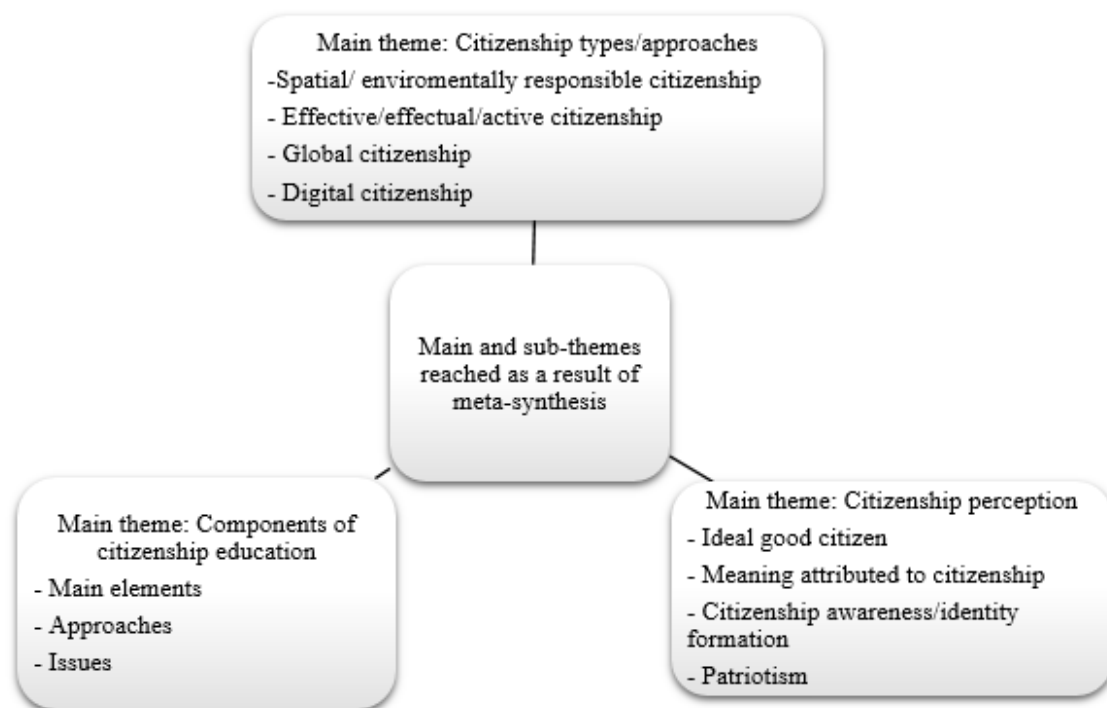 Main theme: Citizenship types/approaches
-Spatial/ enviromentally responsible citizenship
- Effective/effectual/active citizenship
- Global citizenship
- Digital citizenship
Main and sub-themes
reached as a result of
meta-synthesis
Main theme: Components of
citizenship education
- Main elements
- Approaches
- Issues
Main theme: Citizenship perception
- Ideal good citizen
- Meaning attributed to citizenship
- Citizenship awareness/identity
formation
- Patriotism